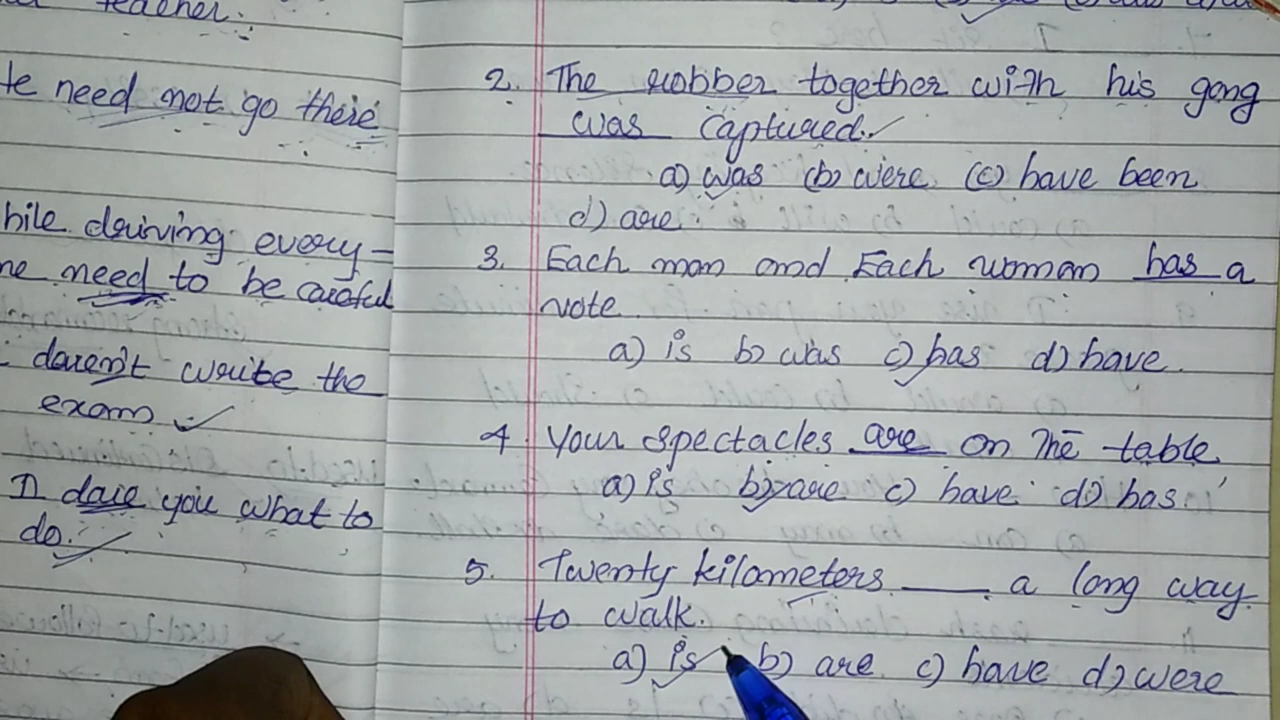 teacher.
need not go there
driving every-
need to be careful
daren't write the
exam
I dare you what to
do.
2. The robber together with his gang
was captured.
a) was (b) were (c) have been
d) are
3. Each man and Each woman has a
vote
a) is b) was c) has d) have
4 Your spectacles are on The table
a) is b) are c) have d) has
5. Twenty kilometers ___ a long way
to walk.
a) is b) are c) have d) were